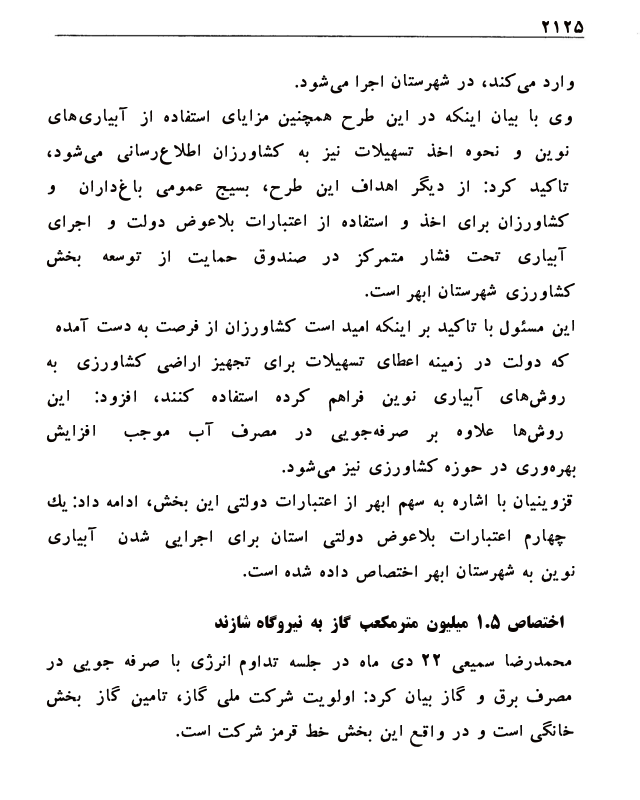 ۲۱۲۵
وارد می‌کند، در شهرستان اجرا می‌شود.
وی با بیان اینکه در این طرح همچنین مزایای استفاده از آبیاری‌های
نوین و نحوه اخذ تسهیلات نیز به کشاورزان اطلاع‌رسانی می‌شود،
تاکید کرد: از دیگر اهداف این طرح، بسیج عمومی باغ‌داران و
کشاورزان برای اخذ و استفاده از اعتبارات بلاعوض دولت و اجرای
آبیاری تحت فشار متمرکز در صندوق حمایت از توسعه بخش
کشاورزی شهرستان ابهر است.
این مسئول با تاکید بر اینکه امید است کشاورزان از فرصت به دست آمده
که دولت در زمینه اعطای تسهیلات برای تجهیز اراضی کشاورزی به
روش‌های آبیاری نوین فراهم کرده استفاده کنند، افزود: این
روش‌ها علاوه بر صرفه‌جویی در مصرف آب موجب افزایش
بهره‌وری در حوزه کشاورزی نیز می‌شود.
قزوینیان با اشاره به سهم ابهر از اعتبارات دولتی این بخش، ادامه داد: یك
چهارم اعتبارات بلاعوض دولتی استان برای اجرایی شدن آبیاری
نوین به شهرستان ابهر اختصاص داده شده است.
اختصاص ۱.۵ میلیون مترمکعب گاز به نیروگاه شازند
محمدرضا سمیعی ۲۲ دی ماه در جلسه تداوم انرژی با صرفه جویی در
مصرف برق و گاز بیان کرد: اولویت شرکت ملی گاز، تامین گاز بخش
خانگی است و در واقع این بخش خط قرمز شرکت است.